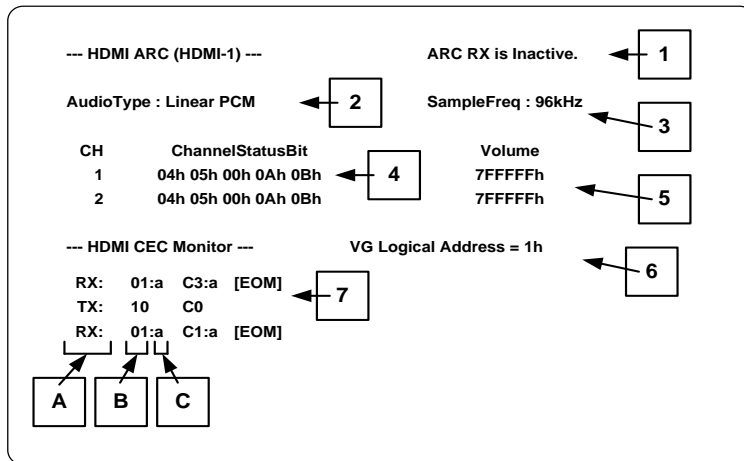 --- HDMI ARC (HDMI-1) --- ARC RX is Inactive. 1
AudioType : Linear PCM 2 SampleFreq : 96kHz
3
CH ChannelStatusBit Volume
1 04h 05h 00h 0Ah 0Bh 4 7FFFFFh
2 04h 05h 00h 0Ah 0Bh 7FFFFFh 5
--- HDMI CEC Monitor --- VG Logical Address = 1h
6
RX: 01:a C3:a [EOM] 7
TX: 10 C0
RX: 01:a C1:a [EOM]
A B C